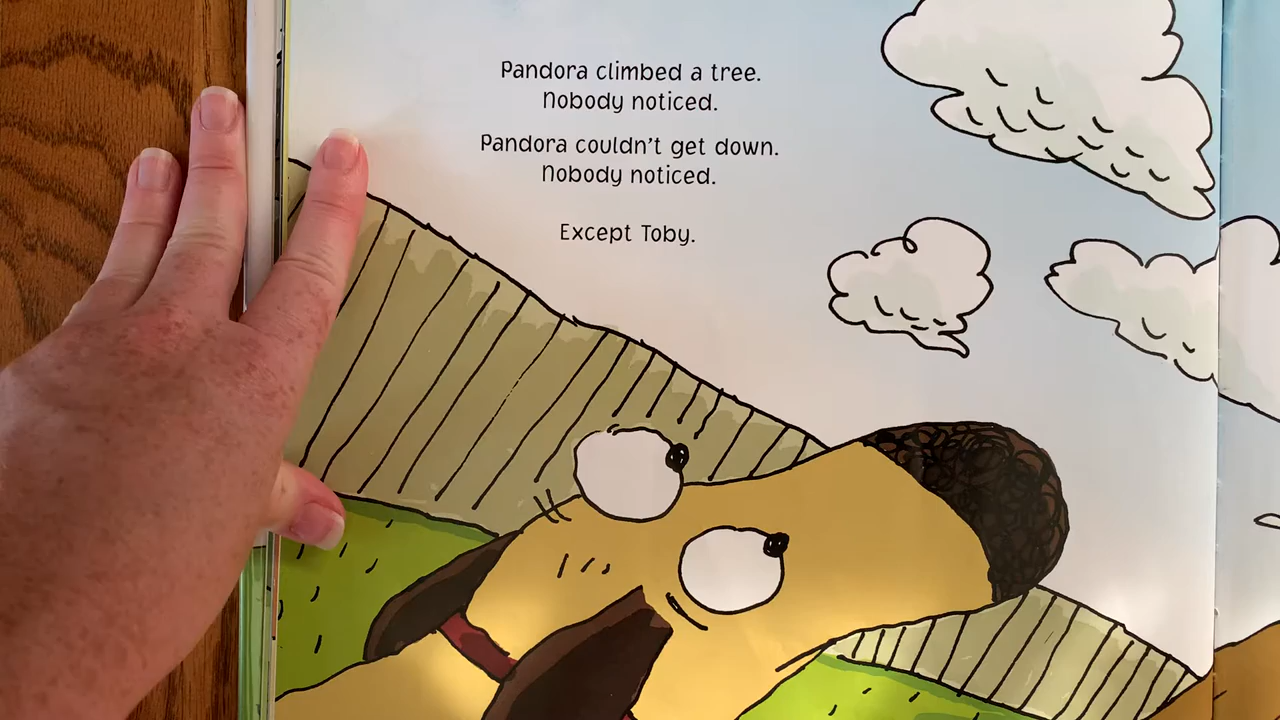 Pandora climbed a tree.
Nobody noticed.
Pandora couldn't get down.
Nobody noticed.
Except Toby.